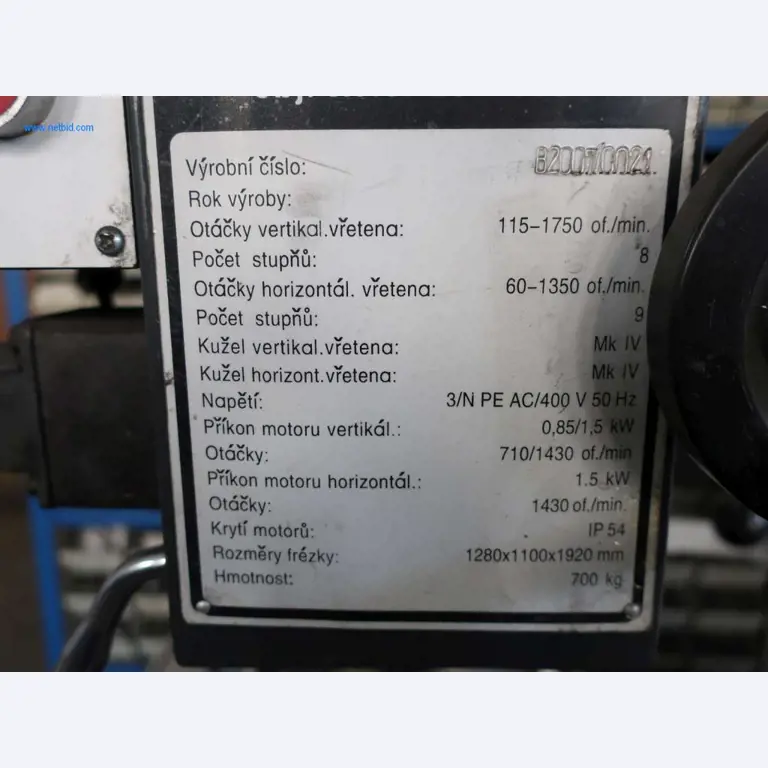 www.netbid.com
Výrobní číslo:
Rok výroby:
Otáčky vertikal.vřetena: 115-1750 of./min.
Počet stupňů: 8
Otáčky horizontál. vřetena: 60-1350 of./min.
Počet stupňů: 9
Kužel vertikal.vřetena: Mk IV
Kužel horizont.vřetena: Mk IV
Napětí: 3/N PE AC/400 V 50 Hz
Příkon motoru vertikál.: 0,85/1,5 kW
Otáčky: 710/1430 of./min
Příkon motoru horizontál.: 1.5 kW
Otáčky: 1430 of./min.
Krytí motorů: IP 54
Rozměry frézky: 1280x1100x1920 mm
Hmotnost: 700 kg